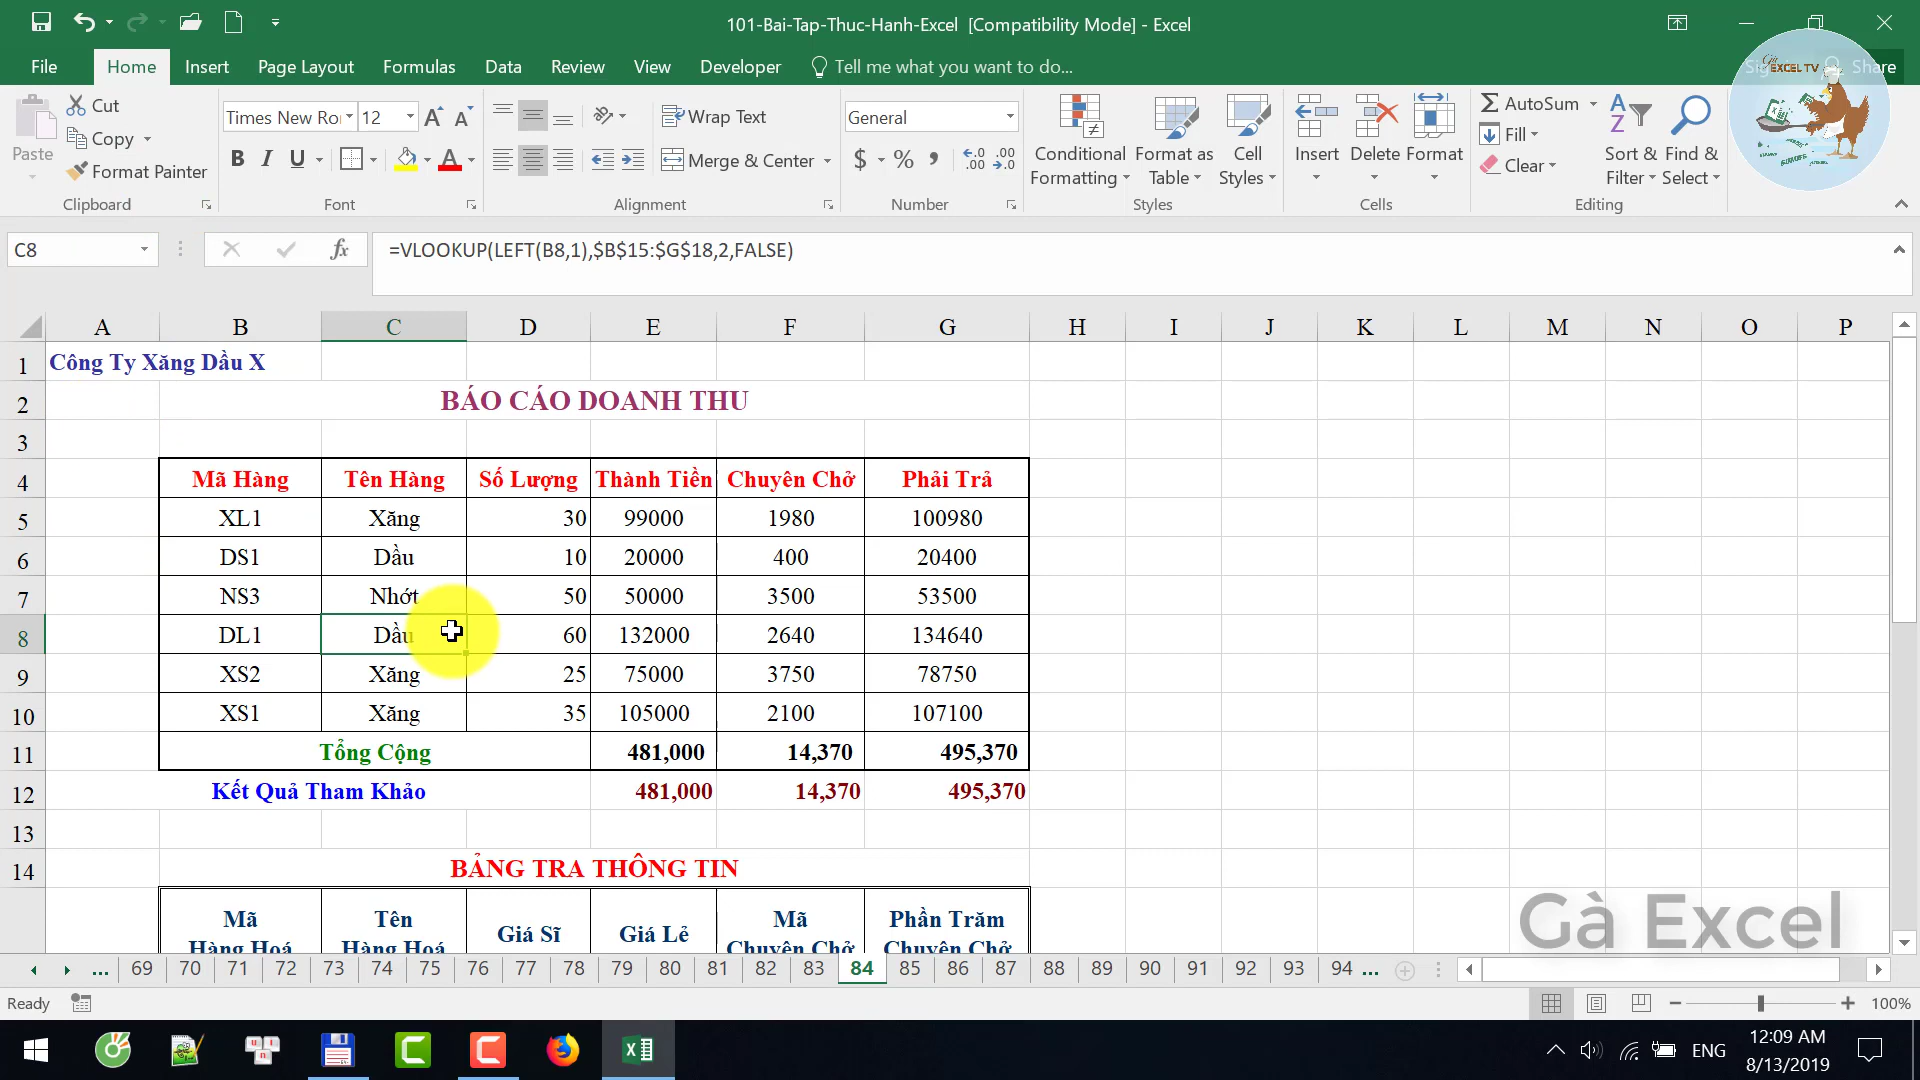 101-Bai-Tap-Thuc-Hanh-Excel [Compatibility Mode] - Excel
File Home Insert Page Layout Formulas Data Review View Developer Tell me what you want to do... Share
EXCEL TV
Paste
Cut
Copy
Format Painter
Clipboard
Times New Ro 12
B I U
Font
Wrap Text
Merge & Center
Alignment
General
$ % ,
Number
Conditional Formatting
Format as Table
Cell Styles
Styles
Insert
Delete
Format
Cells
AutoSum
Fill
Clear
Sort & Filter
Find & Select
Editing
C8
fx
=VLOOKUP(LEFT(B8,1),$B$15:$G$18,2,FALSE)
A B C D E F G H I J K L M N O P
1 Công Ty Xăng Dầu X
2 BÁO CÁO DOANH THU
3
4 Mã Hàng Tên Hàng Số Lượng Thành Tiền Chuyên Chở Phải Trả
5 XL1 Xăng 30 99000 1980 100980
6 DS1 Dầu 10 20000 400 20400
7 NS3 Nhớt 50 50000 3500 53500
8 DL1 Dầu 60 132000 2640 134640
9 XS2 Xăng 25 75000 3750 78750
10 XS1 Xăng 35 105000 2100 107100
11 Tổng Cộng 481,000 14,370 495,370
12 Kết Quả Tham Khảo 481,000 14,370 495,370
13
14 BẢNG TRA THÔNG TIN
Mã Hàng Hoá Tên Hàng Hoá Giá Sĩ Giá Lẻ Mã Chuyên Chở Phần Trăm Chuyên Chở
Gà Excel
... 69 70 71 72 73 74 75 76 77 78 79 80 81 82 83 84 85 86 87 88 89 90 91 92 93 94 ...
Ready
100%
ENG
12:09 AM
8/13/2019